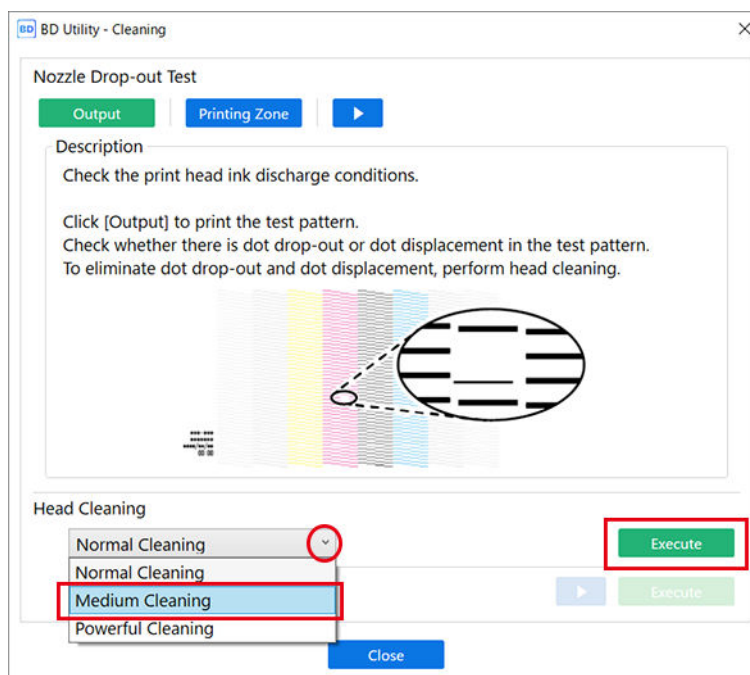 BD BD Utility - Cleaning
Nozzle Drop-out Test
Output Printing Zone
Description
Check the print head ink discharge conditions.
Click [Output] to print the test pattern.
Check whether there is dot drop-out or dot displacement in the test pattern.
To eliminate dot drop-out and dot displacement, perform head cleaning.
Head Cleaning
Normal Cleaning Execute
Normal Cleaning
Medium Cleaning Execute
Powerful Cleaning
Close